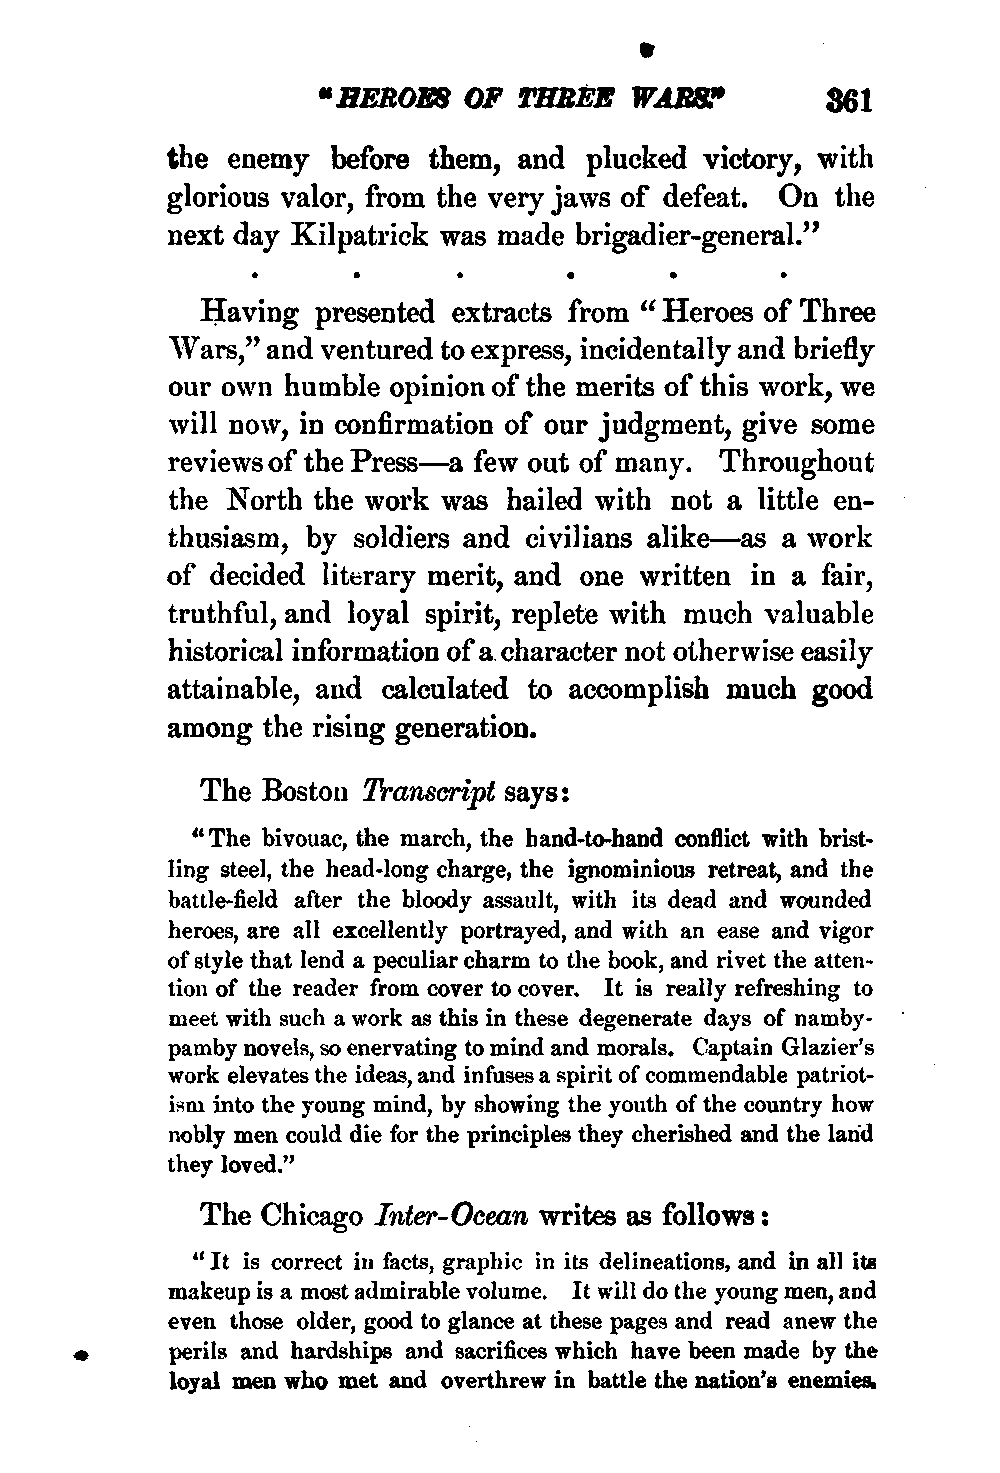 "HEROES OF THREE WARS." 361
the enemy before them, and plucked victory, with
glorious valor, from the very jaws of defeat. On the
next day Kilpatrick was made brigadier-general."
. . . . . .
Having presented extracts from "Heroes of Three
Wars," and ventured to express, incidentally and briefly
our own humble opinion of the merits of this work, we
will now, in confirmation of our judgment, give some
reviews of the Press—a few out of many. Throughout
the North the work was hailed with not a little en-
thusiasm, by soldiers and civilians alike—as a work
of decided literary merit, and one written in a fair,
truthful, and loyal spirit, replete with much valuable
historical information of a character not otherwise easily
attainable, and calculated to accomplish much good
among the rising generation.
The Boston Transcript says:
"The bivouac, the march, the hand-to-hand conflict with brist-
ling steel, the head-long charge, the ignominious retreat, and the
battle-field after the bloody assault, with its dead and wounded
heroes, are all excellently portrayed, and with an ease and vigor
of style that lend a peculiar charm to the book, and rivet the atten-
tion of the reader from cover to cover. It is really refreshing to
meet with such a work as this in these degenerate days of namby-
pamby novels, so enervating to mind and morals. Captain Glazier's
work elevates the ideas, and infuses a spirit of commendable patriot-
ism into the young mind, by showing the youth of the country how
nobly men could die for the principles they cherished and the land
they loved."
The Chicago Inter-Ocean writes as follows:
"It is correct in facts, graphic in its delineations, and in all its
makeup is a most admirable volume. It will do the young men, and
even those older, good to glance at these pages and read anew the
perils and hardships and sacrifices which have been made by the
loyal men who met and overthrew in battle the nation's enemies.